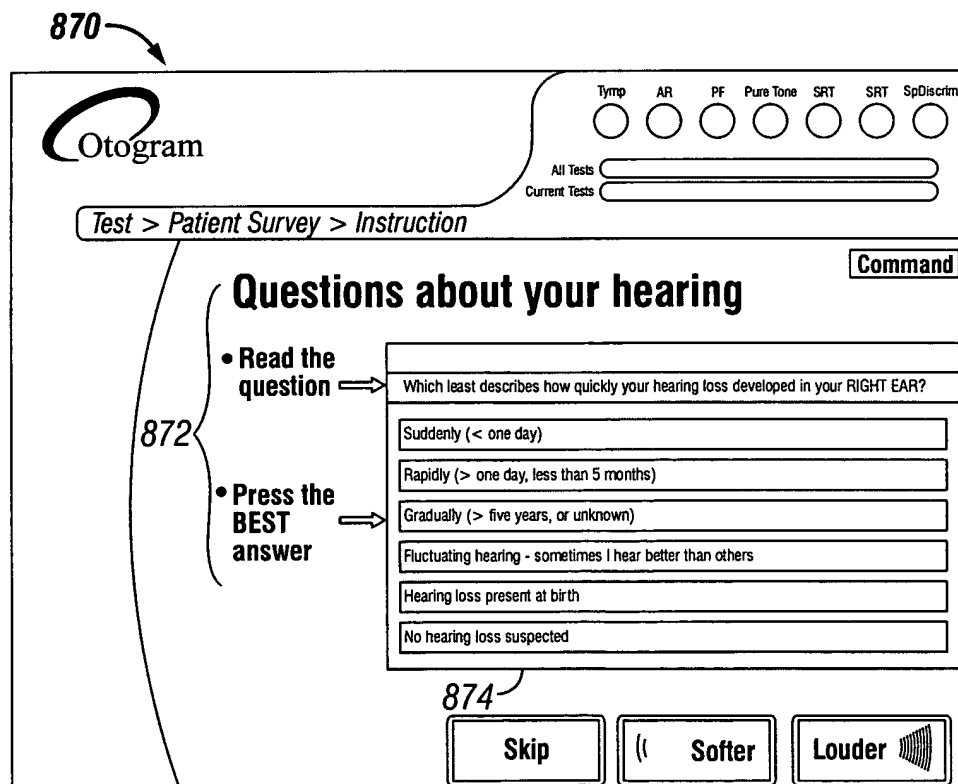 870
Otogram
Tymp AR PF Pure Tone SRT SRT SpDiscrim
All Tests
Current Tests
Test > Patient Survey > Instruction
Command
Questions about your hearing
• Read the
question
Which least describes how quickly your hearing loss developed in your RIGHT EAR?
872
Suddenly (< one day)
Rapidly (> one day, less than 5 months)
• Press the
BEST
answer
Gradually (> five years, or unknown)
Fluctuating hearing - sometimes I hear better than others
Hearing loss present at birth
No hearing loss suspected
874
Skip
Softer
Louder